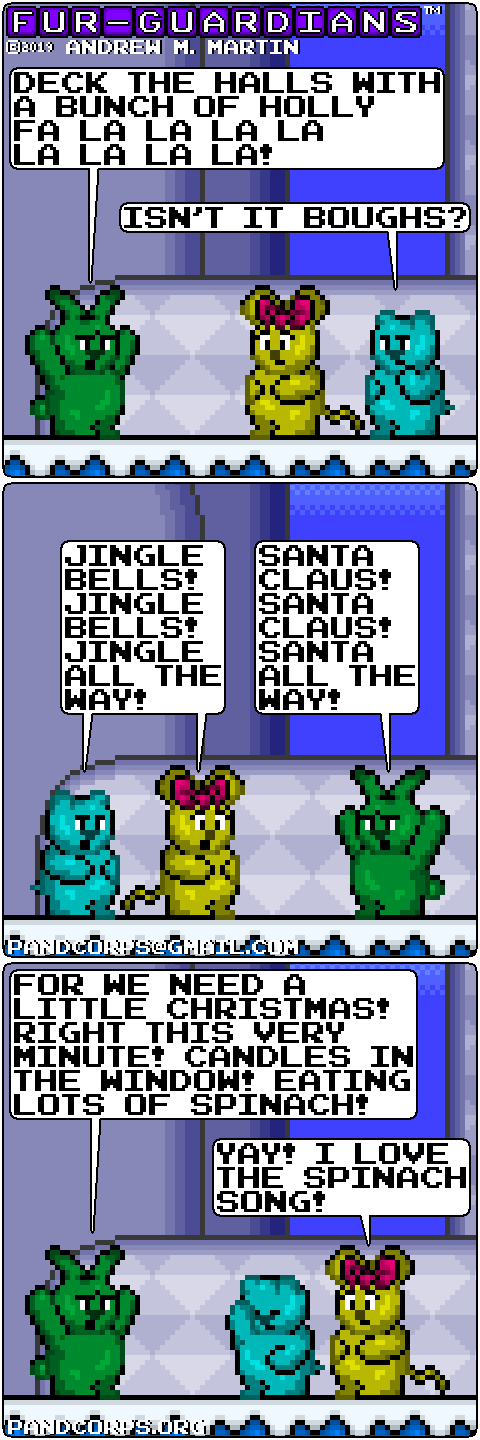 FUR-GUARDIANS™
©2019 ANDREW M. MARTIN
DECK THE HALLS WITH
A BUNCH OF HOLLY
FA LA LA LA LA
LA LA LA LA!
ISN'T IT BOUGHS?
JINGLE
BELLS!
JINGLE
BELLS!
JINGLE
ALL THE
WAY!
SANTA
CLAUS!
SANTA
CLAUS!
SANTA
ALL THE
WAY!
PANDCORPS@GMAIL.COM
FOR WE NEED A
LITTLE CHRISTMAS!
RIGHT THIS VERY
MINUTE! CANDLES IN
THE WINDOW! EATING
LOTS OF SPINACH!
YAY! I LOVE
THE SPINACH
SONG!
PANDCORPS.ORG